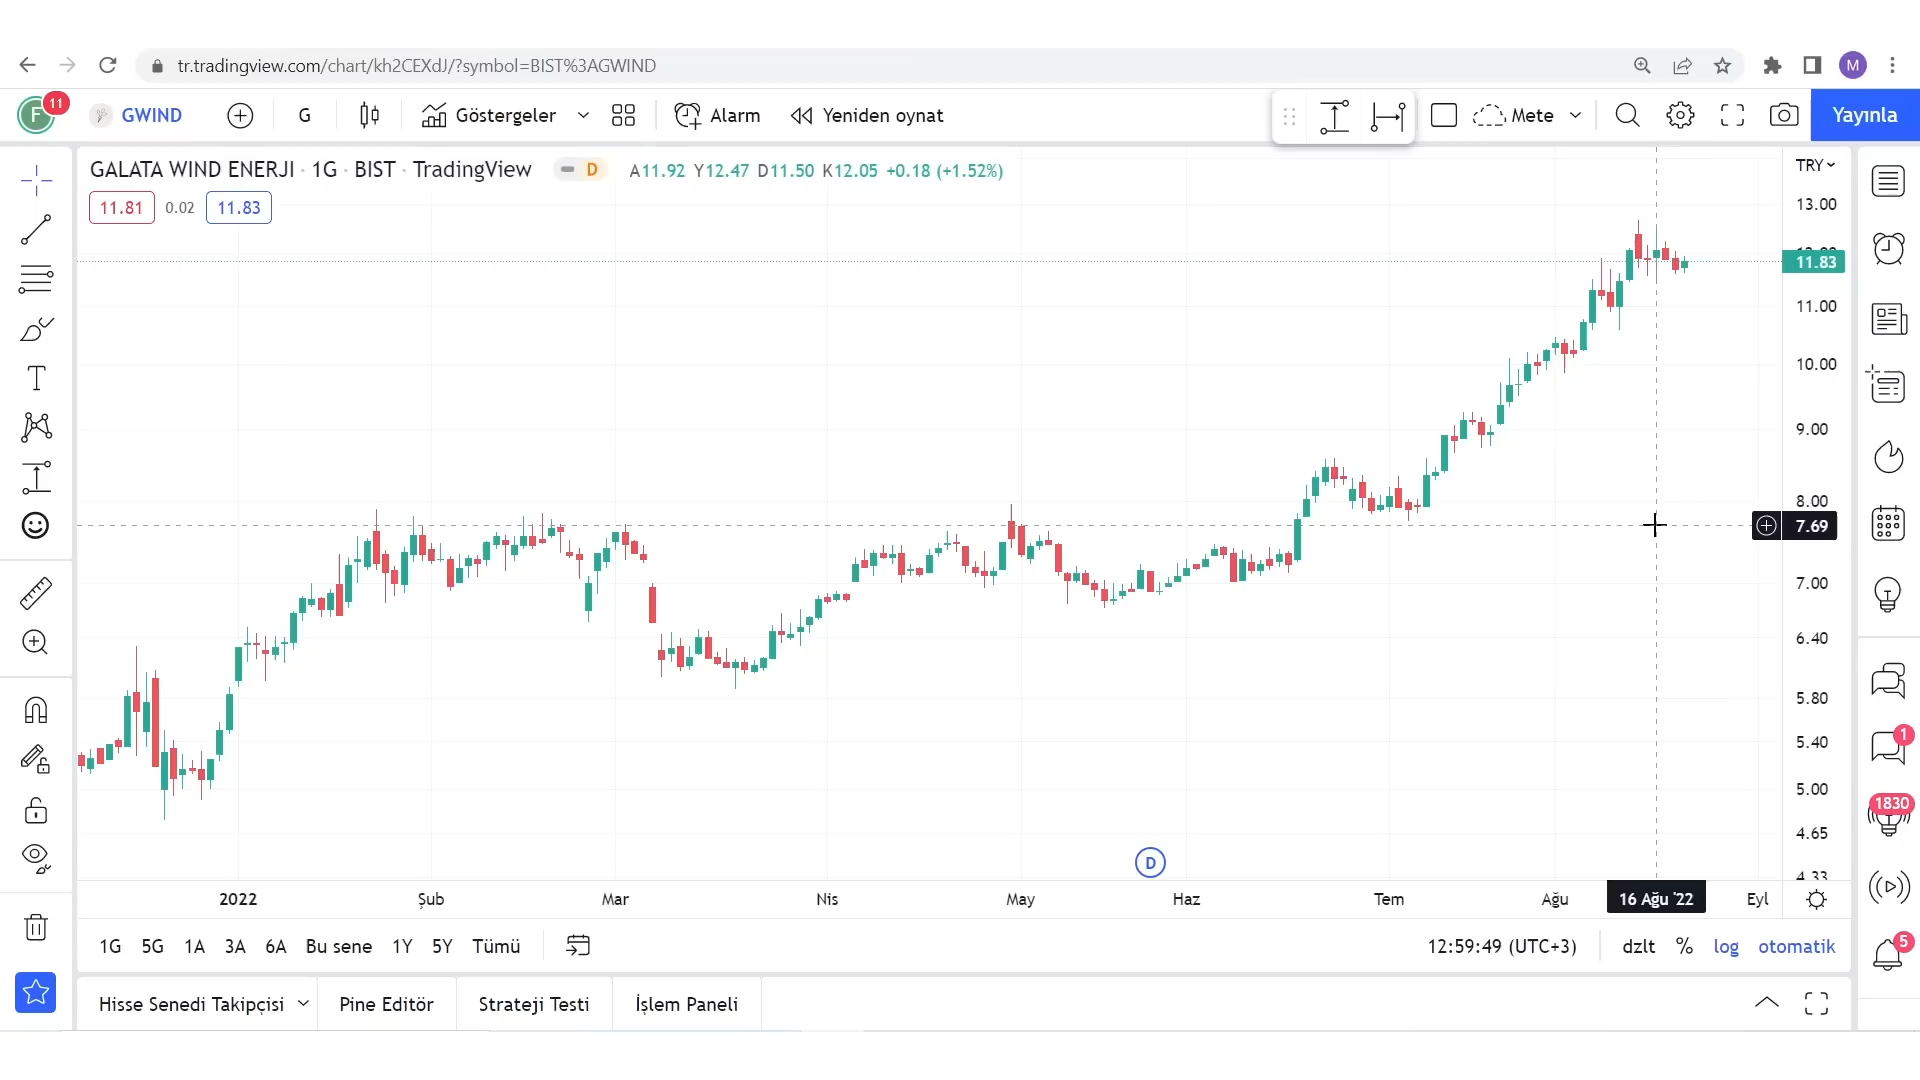 tr.tradingview.com/chart/kh2CEXdJ/?symbol=BIST%3AGWIND
M
F 11 GWIND G Göstergeler Alarm Yeniden oynat Mete Yayınla
GALATA WIND ENERJI · 1G · BIST · TradingView D A11.92 Y12.47 D11.50 K12.05 +0.18 (+1.52%)
TRY
11.81 0.02 11.83
13.00
11.83
11.00
10.00
9.00
8.00
7.69
7.00
6.40
5.80
5.40
5.00
4.65
4.33
1
1830
5
D
2022 Şub Mar Nis May Haz Tem Ağu 16 Ağu '22 Eyl
1G 5G 1A 3A 6A Bu sene 1Y 5Y Tümü 12:59:49 (UTC+3) dzlt % log otomatik
Hisse Senedi Takipçisi Pine Editör Strateji Testi İşlem Paneli